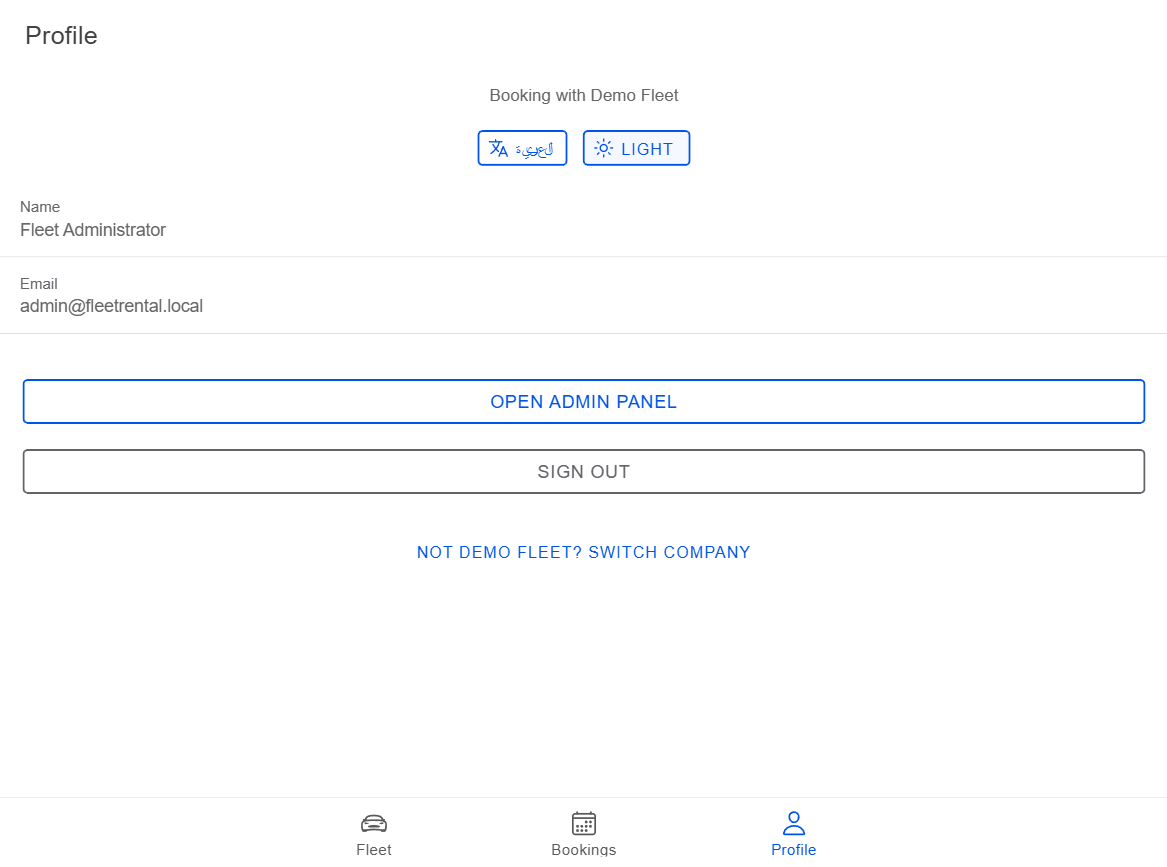 Profile
Booking with Demo Fleet
العربية
LIGHT
Name
Fleet Administrator
Email
admin@fleetrental.local
OPEN ADMIN PANEL
SIGN OUT
NOT DEMO FLEET? SWITCH COMPANY
Fleet
Bookings
Profile